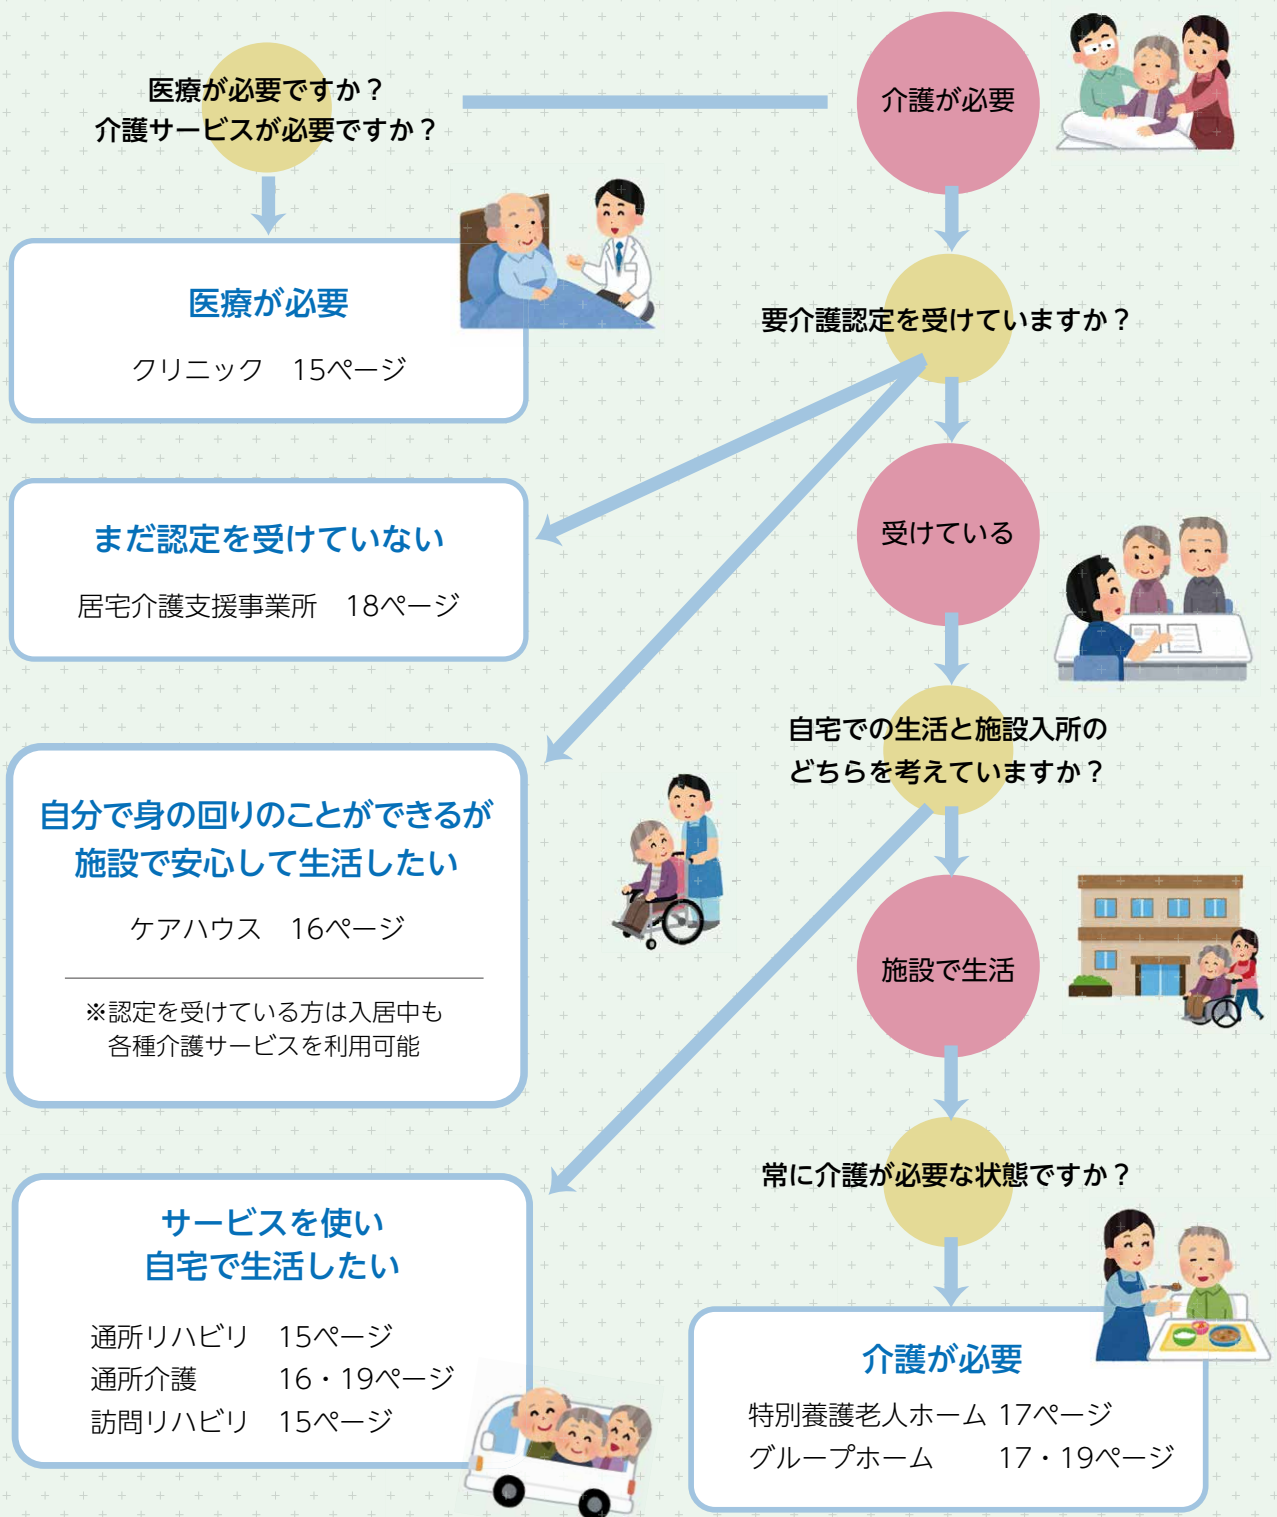 医療が必要ですか？
介護サービスが必要ですか？
介護が必要
医療が必要
クリニック　15ページ
要介護認定を受けていますか？
まだ認定を受けていない
居宅介護支援事業所　18ページ
受けている
自分で身の回りのことができるが
施設で安心して生活したい
ケアハウス　16ページ
※認定を受けている方は入居中も
各種介護サービスを利用可能
自宅での生活と施設入所の
どちらを考えていますか？
施設で生活
サービスを使い
自宅で生活したい
通所リハビリ　15ページ
通所介護　16・19ページ
訪問リハビリ　15ページ
常に介護が必要な状態ですか？
介護が必要
特別養護老人ホーム 17ページ
グループホーム　17・19ページ